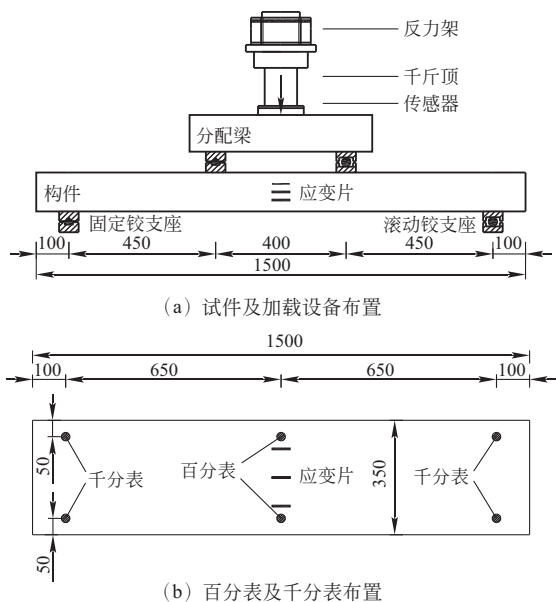 反力架
千斤顶
传感器
分配梁
构件
应变片
固定铰支座
滚动铰支座
100 450 400 450 100
1500
(a) 试件及加载设备布置
1500
100 650 650 100
50
千分表
百分表
应变片
350
千分表
50
(b) 百分表及千分表布置